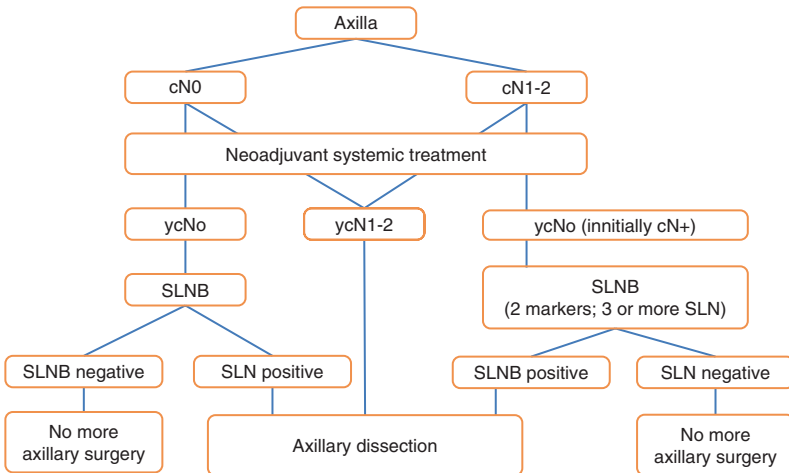 Axilla
cN0
cN1-2
Neoadjuvant systemic treatment
ycNo
ycN1-2
ycNo (innitially cN+)
SLNB
SLNB
(2 markers; 3 or more SLN)
SLNB negative
SLN positive
SLNB positive
SLN negative
No more
axillary surgery
Axillary dissection
No more
axillary surgery